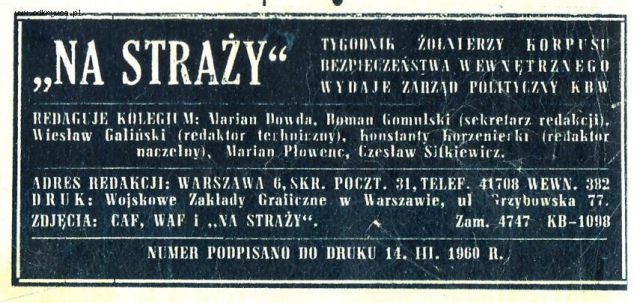 www.odkrywca.pl
„NA STRAŻY“
TYGODNIK ŻOŁNIERZY KORPUSU
BEZPIECZEŃSTWA WEWNĘTRZNEGO
WYDAJE ZARZĄD POLITYCZNY KBW
REDAGUJE KOLEGIUM: Marian Dowda, Roman Gomulski (sekretarz redakcji),
Wiesław Galiński (redaktor techniczny), Konstanty Korzeniecki (redaktor
naczelny), Marian Płowenc, Czesław Sitkiewicz.
ADRES REDAKCJI: WARSZAWA 6, SKR. POCZT. 31, TELEF. 41708 WEWN. 382
DRUK: Wojskowe Zakłady Graficzne w Warszawie, ul Grzybowska 77.
ZDJĘCIA: CAF, WAF i „NA STRAŻY“. Zam. 4747 KB-1098
NUMER PODPISANO DO DRUKU 14. III. 1960 R.